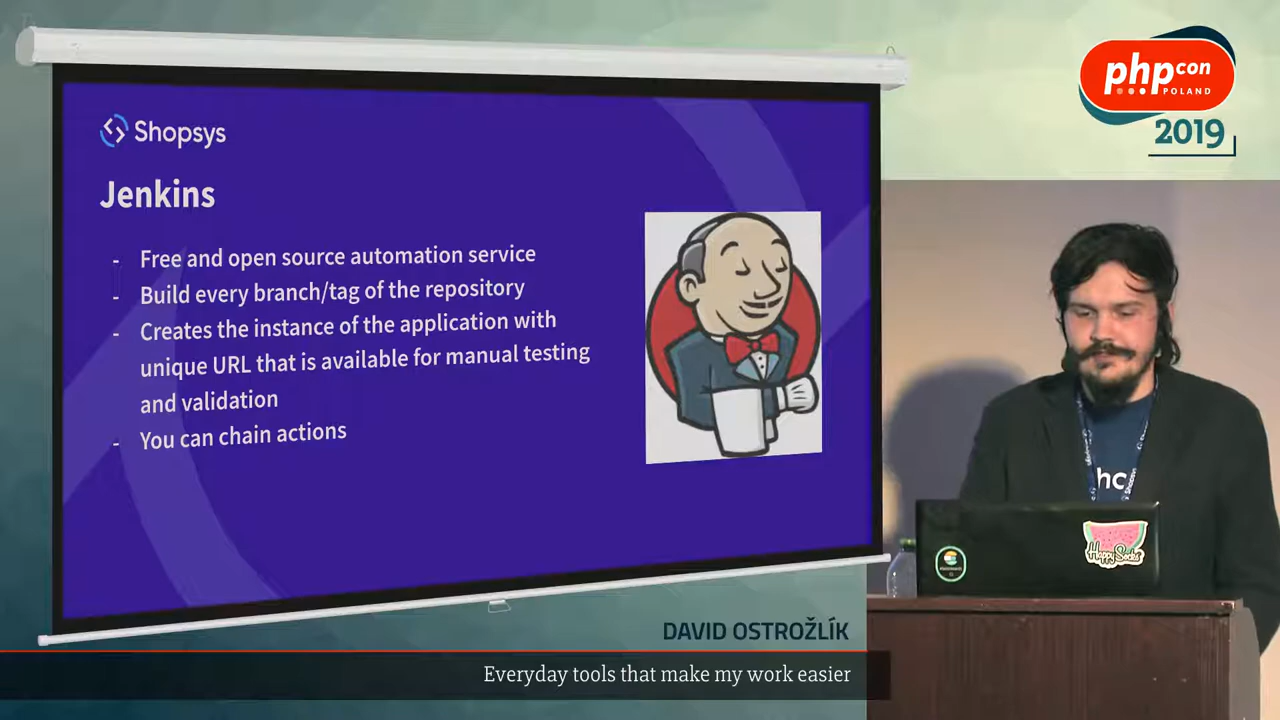 Shopsys
Jenkins
- Free and open source automation service
- Build every branch/tag of the repository
- Creates the instance of the application with
unique URL that is available for manual testing
and validation
- You can chain actions
phpcon
POLAND
2019
hc
Happy Socks
DAVID OSTROŽLÍK
Everyday tools that make my work easier